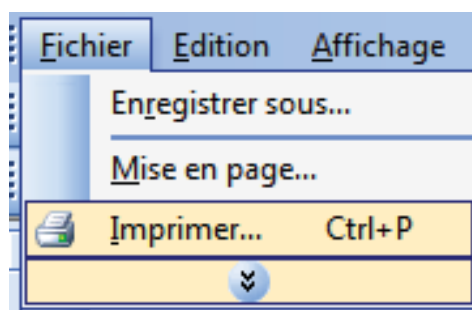 Fichier Edition Affichage
Enregistrer sous...
Mise en page...
Imprimer... Ctrl+P